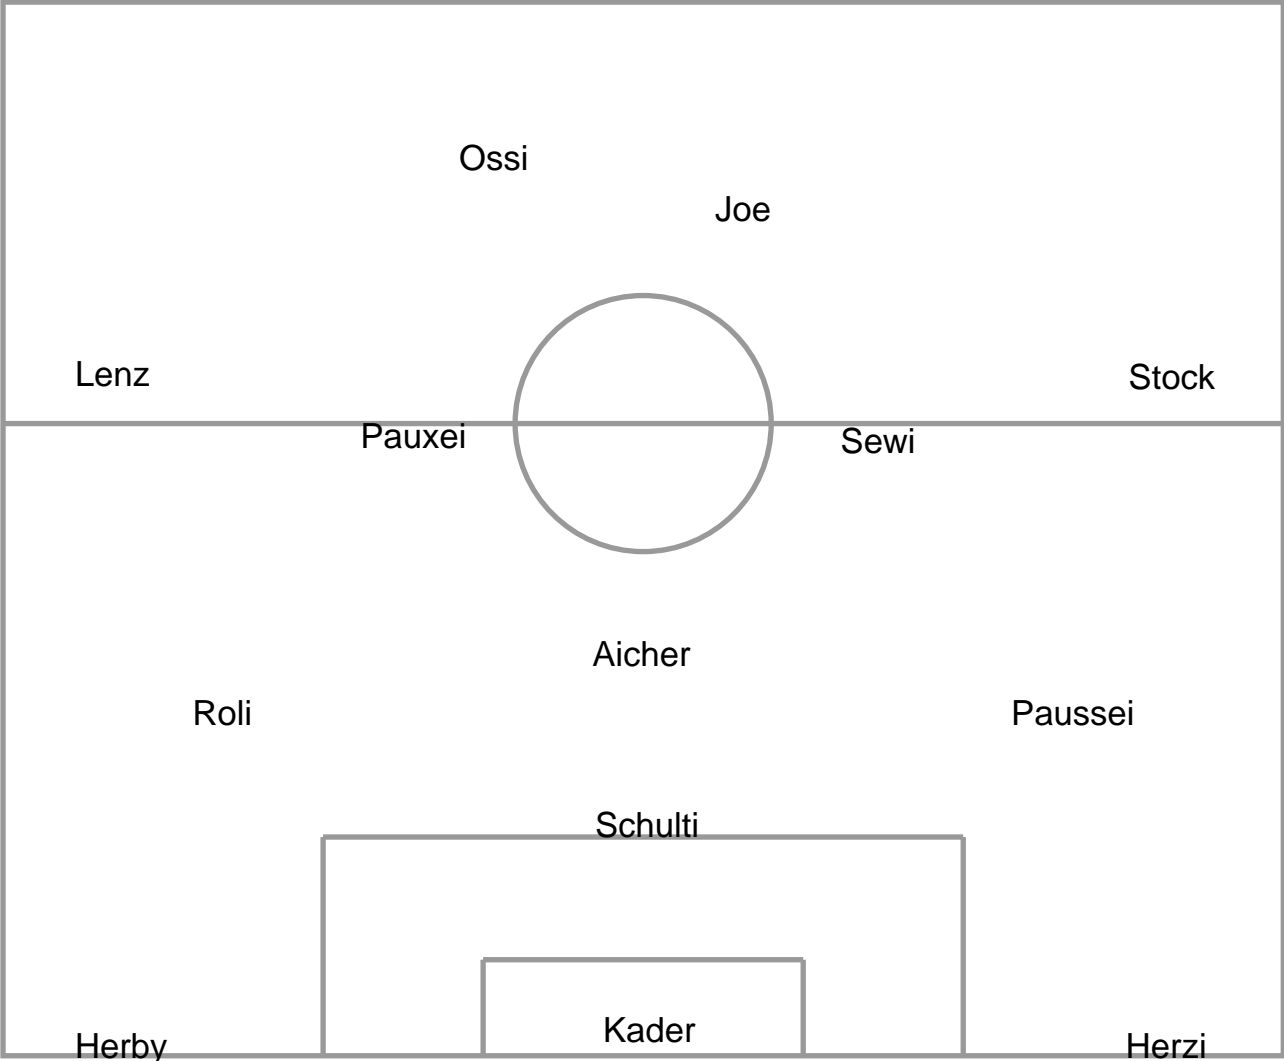 Ossi
Joe
Lenz
Stock
Pauxei
Sewi
Aicher
Roli
Paussei
Schulti
Kader
Herby
Herzi